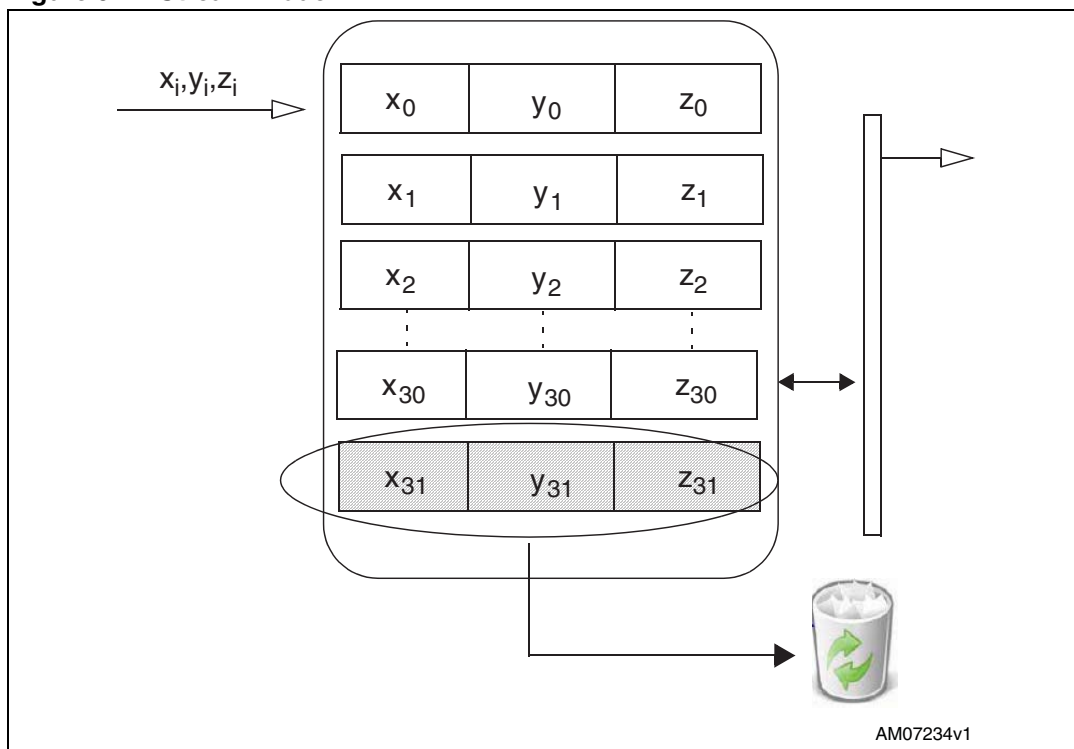 xᵢ,yᵢ,zᵢ
x₀ y₀ z₀
x₁ y₁ z₁
x₂ y₂ z₂
x₃₀ y₃₀ z₃₀
x₃₁ y₃₁ z₃₁
AM07234v1